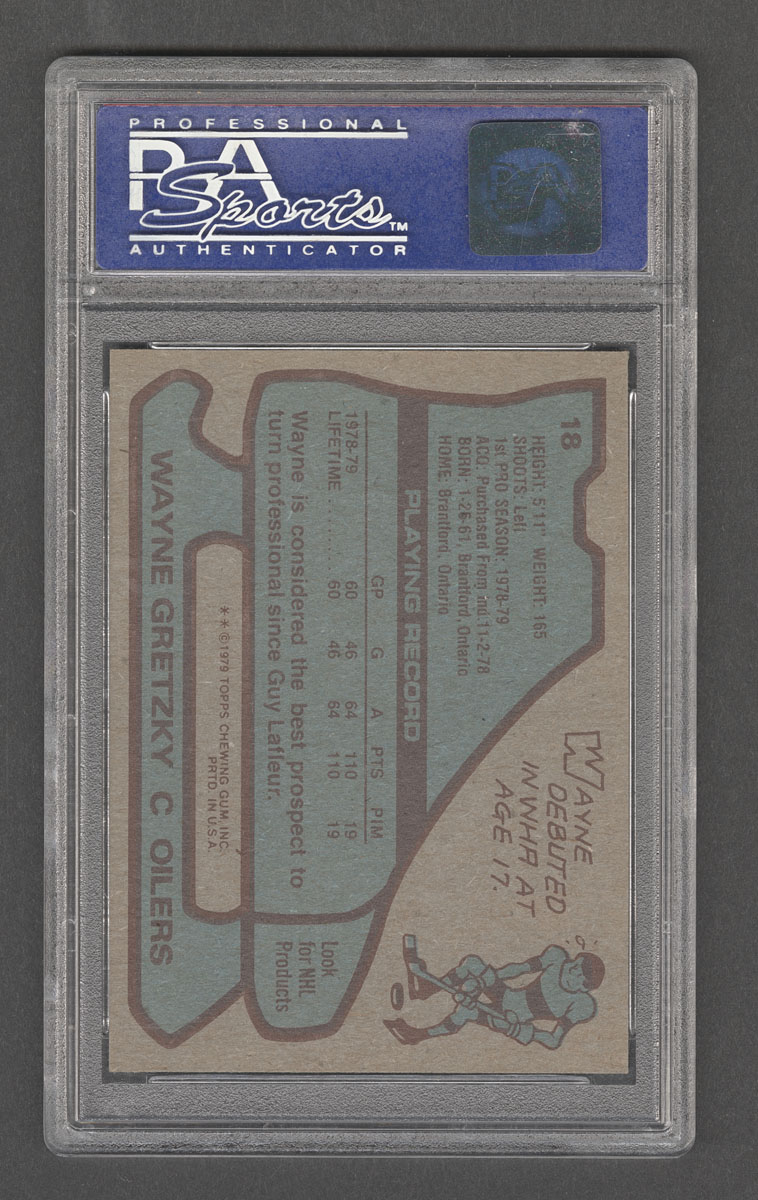 PROFESSIONAL
PSA
Sports™
AUTHENTICATOR
18
HEIGHT: 5'11" WEIGHT: 165
SHOOTS: Left
1st PRO SEASON: 1978-79
ACQ: Purchased From Ind. 11-2-78
BORN: 1-26-61, Brantford, Ontario
HOME: Brantford, Ontario
WAYNE
DEBUTED
IN WHA AT
AGE 17.
PLAYING RECORD
GP G A PTS PIM
1978-79 60 46 64 110 19
LIFETIME 60 46 64 110 19
Wayne is considered the best prospect to
turn professional since Guy Lafleur.
Look
for NHL
Products
**©1979 TOPPS CHEWING GUM, INC.
PRTD. IN U.S.A.
WAYNE GRETZKY C OILERS